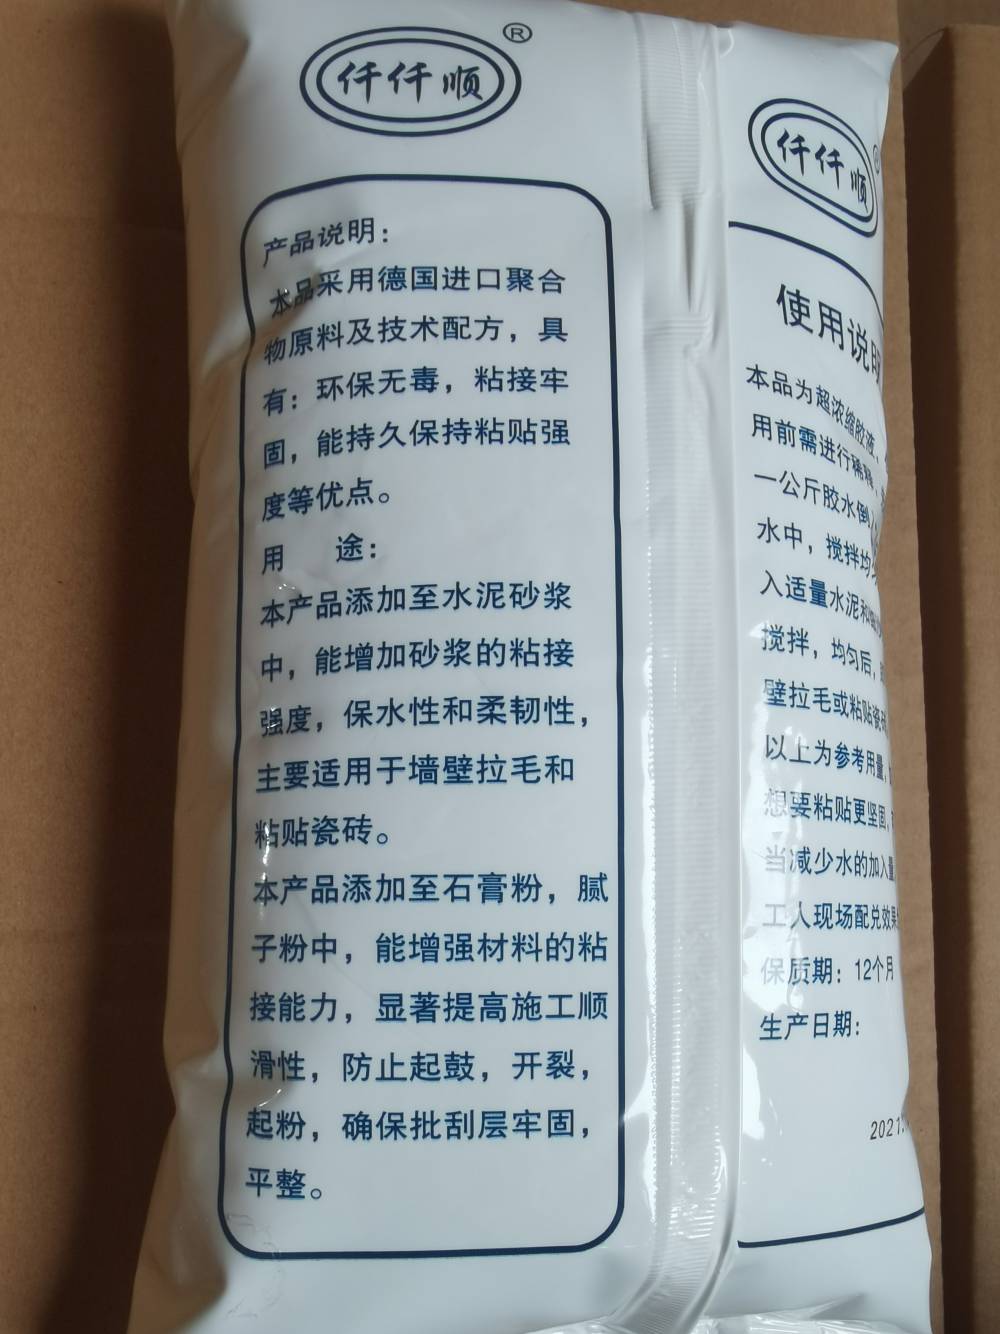 仟仟顺
®
产品说明：
本品采用德国进口聚合
物原料及技术配方，具
有：环保无毒，粘接牢
固，能持久保持粘贴强
度等优点。
用 途：
本产品添加至水泥砂浆
中，能增加砂浆的粘接
强度，保水性和柔韧性，
主要适用于墙壁拉毛和
粘贴瓷砖。
本产品添加至石膏粉，腻
子粉中，能增强材料的粘
接能力，显著提高施工顺
滑性，防止起鼓，开裂，
起粉，确保批刮层牢固，
平整。
仟仟顺
®
使用说
本品为超浓缩胶液，
用前需进行稀释，
一公斤胶水倒
水中，搅拌均
入适量水泥和
搅拌，均匀后，
壁拉毛或粘贴瓷
以上为参考用量，
想要粘贴更坚固，
当减少水的加入量
工人现场配兑效果
保质期：12个月
生产日期：
2021